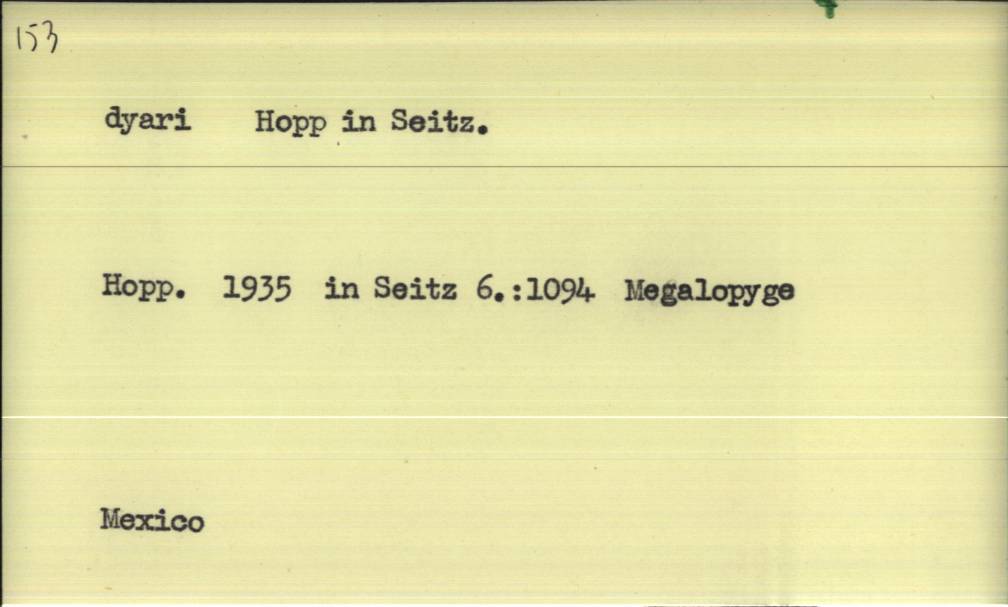 153
dyari Hopp in Seitz.
Hopp. 1935 in Seitz 6.:1094 Megalopyge
Mexico